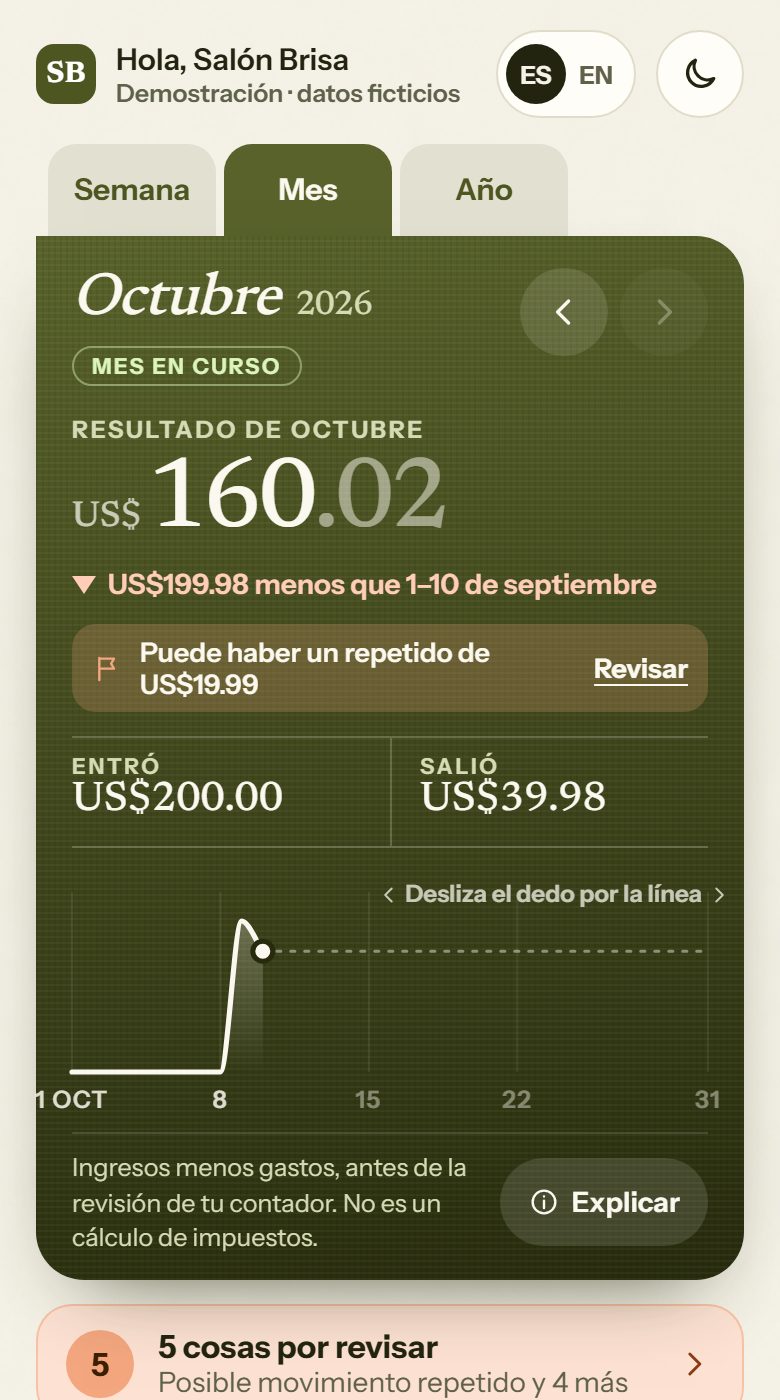 SB
Hola, Salón Brisa
Demostración · datos ficticios
ES EN
Semana Mes Año
Octubre 2026
MES EN CURSO
RESULTADO DE OCTUBRE
US$ 160.02
US$199.98 menos que 1–10 de septiembre
Puede haber un repetido de
US$19.99
Revisar
ENTRÓ
US$200.00
SALIÓ
US$39.98
Desliza el dedo por la línea
1 OCT 8 15 22 31
Ingresos menos gastos, antes de la
revisión de tu contador. No es un
cálculo de impuestos.
Explicar
5
5 cosas por revisar
Posible movimiento repetido y 4 más